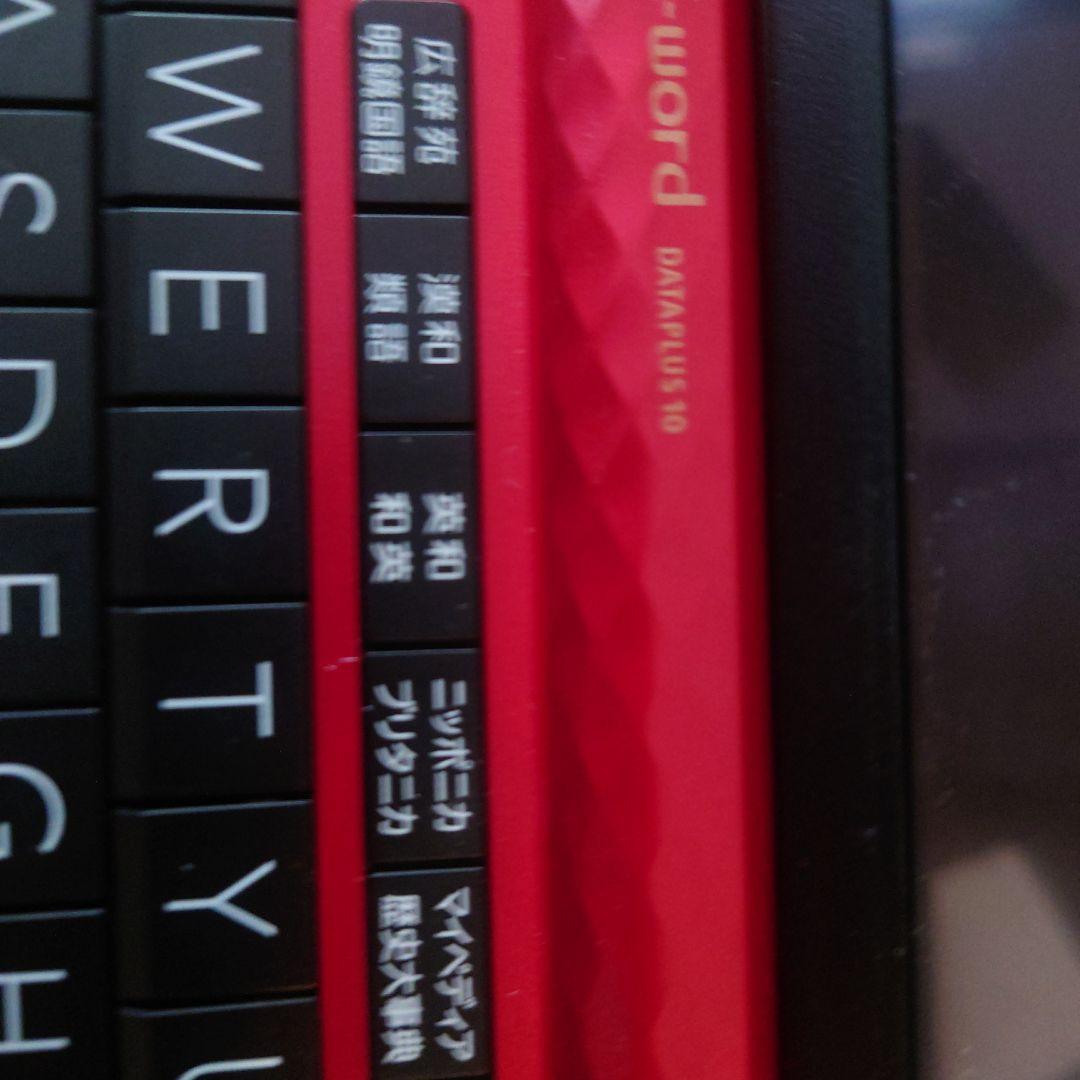 -word DATAPLUS 10
広辞苑
明鏡国語
漢和
類語
英和
和英
ニッポニカ
ブリタニカ
マイペディア
歴史大事典
W E R T Y
S D F G H